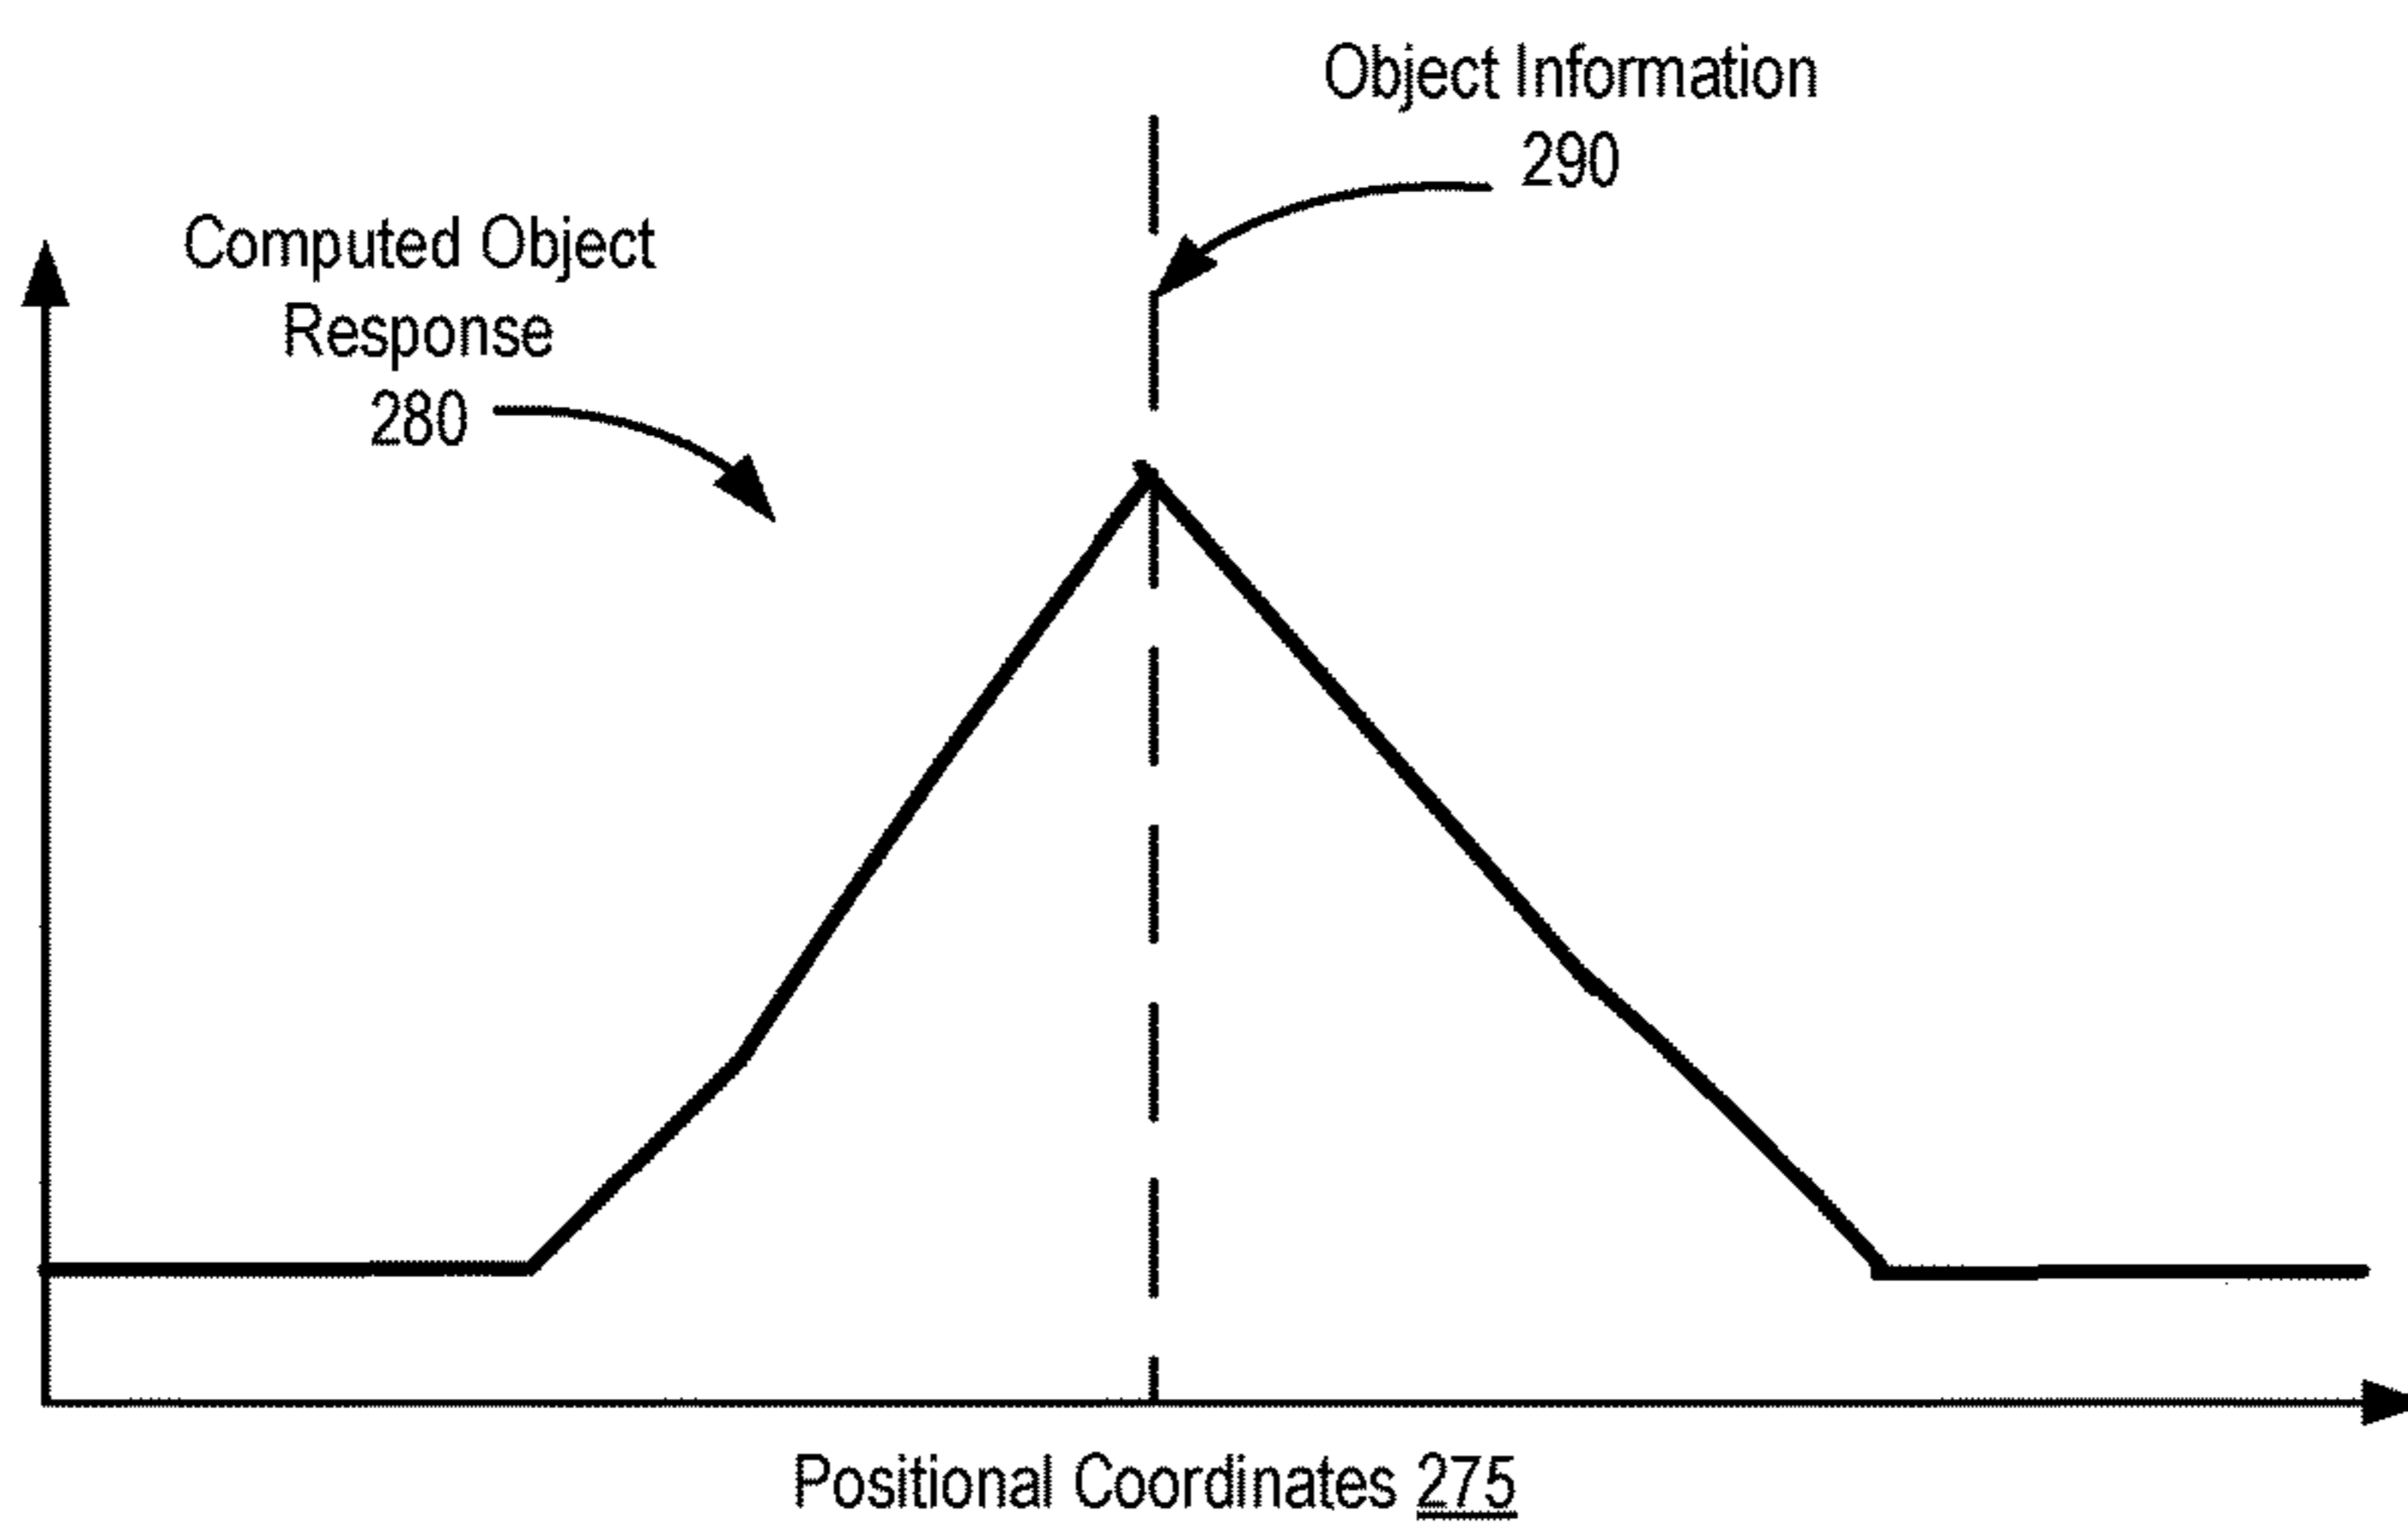 Object Information
290
Computed Object
Response
280
Positional Coordinates 275